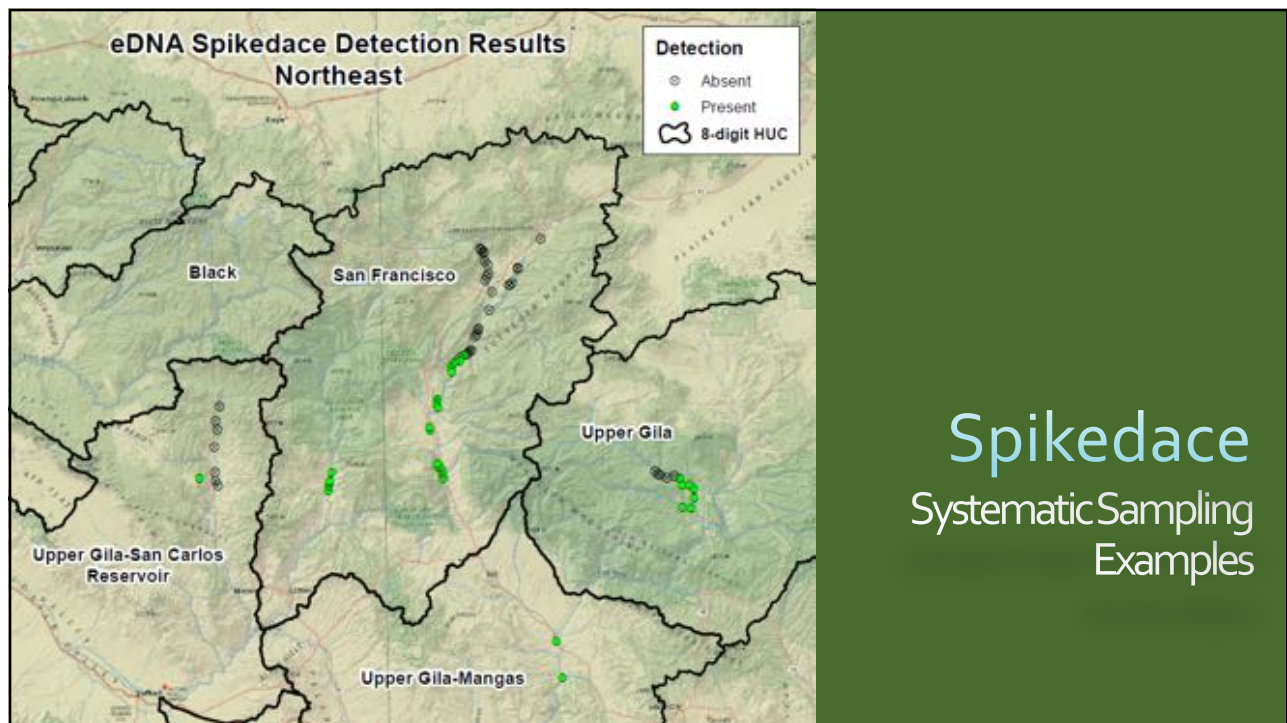 eDNA Spikedace Detection Results
Northeast
Detection
Absent
Present
8-digit HUC
Black
San Francisco
Upper Gila
Upper Gila-San Carlos
Reservoir
Upper Gila-Mangas
Spikedace
Systematic Sampling
Examples